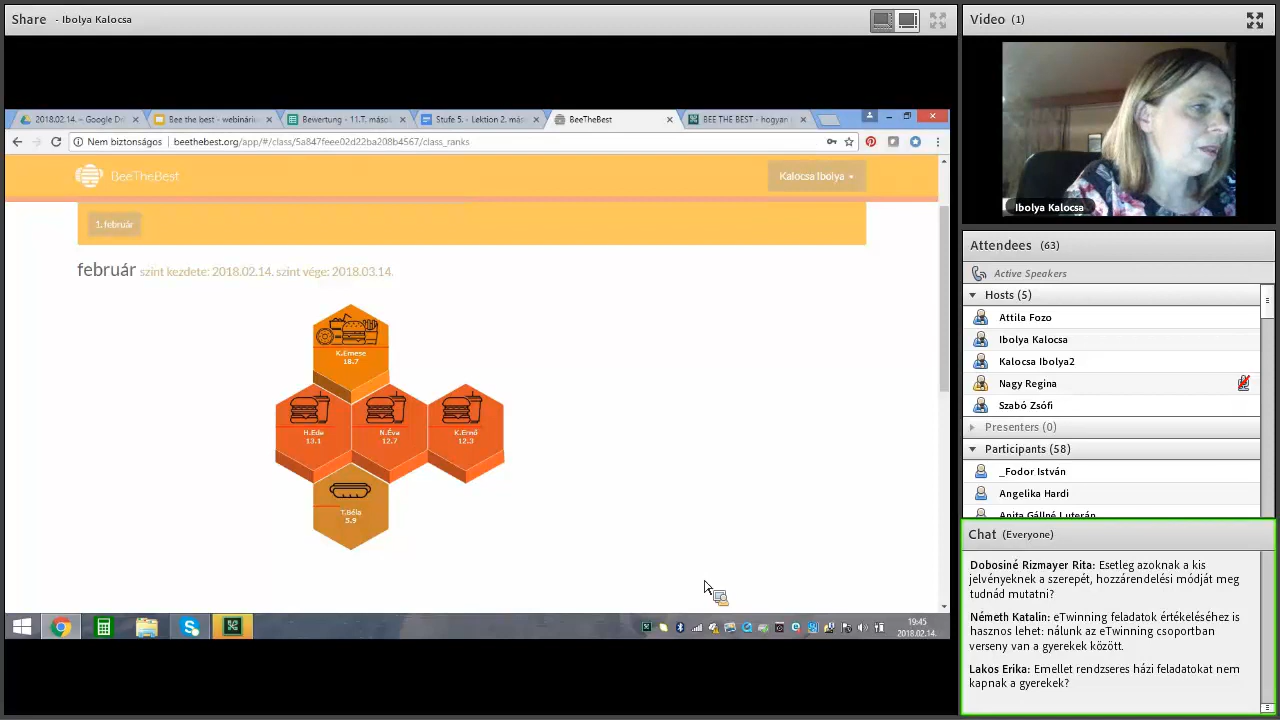 Share - Ibolya Kalocsa
2018.02.14. – Google Dr
Bee the best - webinári
Bewertung - 11.T. máso
Stufe 5. - Lektion 2. más
BeeTheBest
BEE THE BEST - hogyan
Nem biztonságos | beethebest.org/app/#/class/5a847feee02d22ba208b4567/class_ranks
BeeTheBest
Kalocsa Ibolya
1. február
február szint kezdete: 2018.02.14. szint vége: 2018.03.14.
K.Emese
18.7
H.Ede
13.1
N.Éva
12.7
K.Ernő
12.3
T.Béla
5.9
19:45
2018.02.14.
Video (1)
Ibolya Kalocsa
Attendees (63)
Active Speakers
Hosts (5)
Attila Fozo
Ibolya Kalocsa
Kalocsa Ibolya2
Nagy Regina
Szabó Zsófi
Presenters (0)
Participants (58)
_Fodor István
Angelika Hardi
Anita Gállné Luterán
Chat (Everyone)
Dobosiné Rizmayer Rita: Esetleg azoknak a kis
jelvényeknek a szerepét, hozzárendelési módját meg
tudnád mutatni?
Németh Katalin: eTwinning feladatok értékeléséhez is
hasznos lehet: nálunk az eTwinning csoportban
verseny van a gyerekek között.
Lakos Erika: Emellet rendszeres házi feladatokat nem
kapnak a gyerekek?